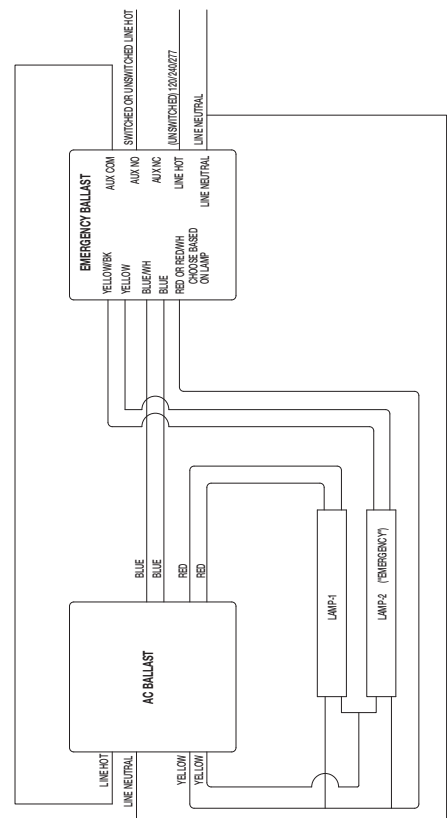 SWITCHED OR UNSWITCHED LINE HOT
(UNSWITCHED) 120/240/277
LINE NEUTRAL
EMERGENCY BALLAST
AUX COM
AUX NO
AUX NC
LINE HOT
LINE NEUTRAL
YELLOW/BK
YELLOW
BLUE/WH
BLUE
RED OR RED/WH
CHOOSE BASED
ON LAMP
BLUE
BLUE
RED
RED
AC BALLAST
LINE HOT
LINE NEUTRAL
YELLOW
YELLOW
LAMP-1
LAMP-2 ("EMERGENCY")